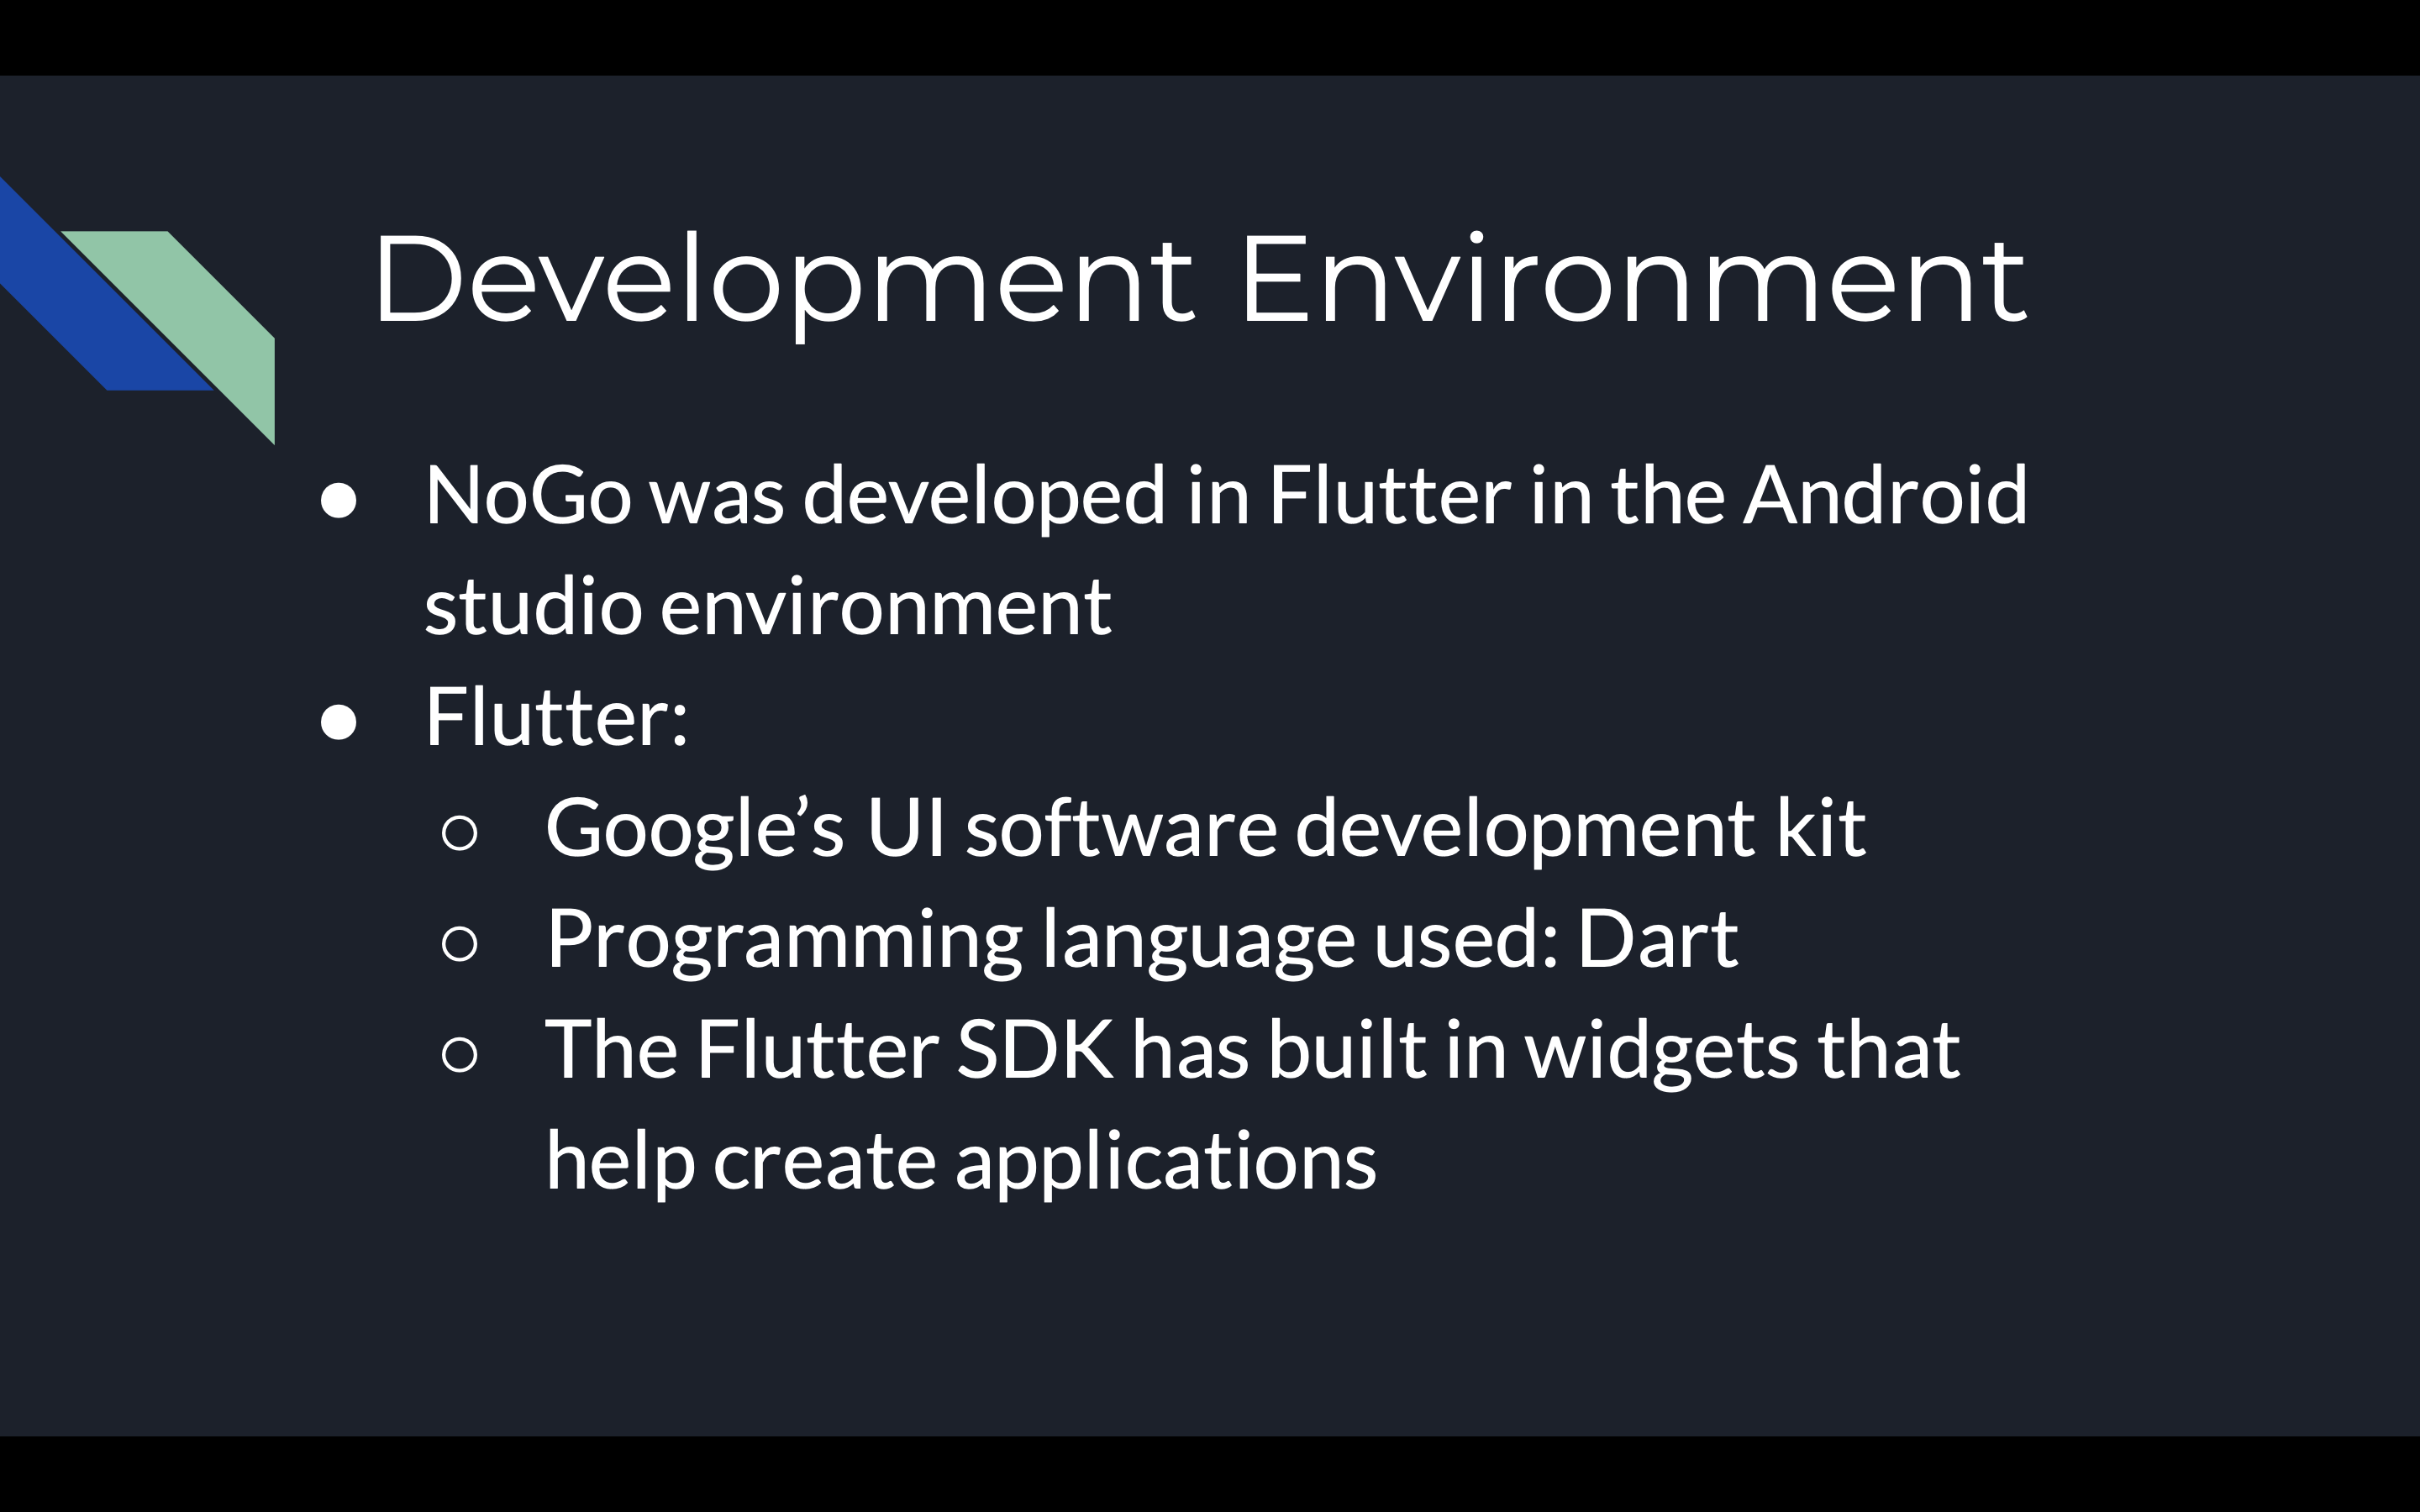 Development Environment
● NoGo was developed in Flutter in the Android
studio environment
● Flutter:
○ Google’s UI software development kit
○ Programming language used: Dart
○ The Flutter SDK has built in widgets that
help create applications